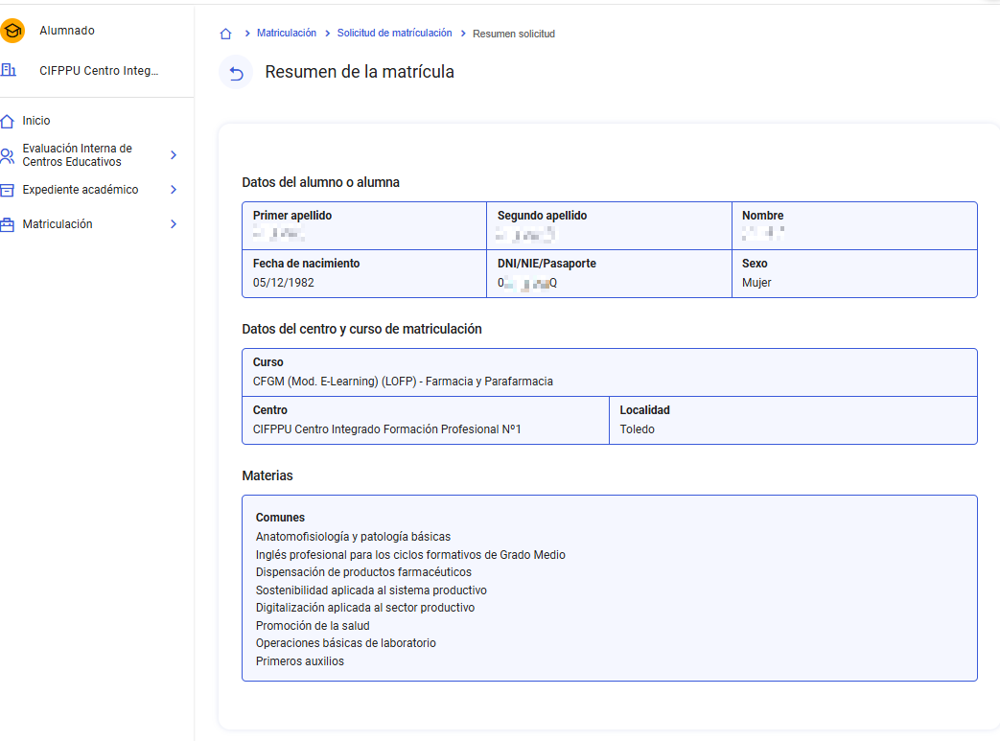 Alumnado
CIFPPU Centro Integ...
Inicio
Evaluación Interna de
Centros Educativos
Expediente académico
Matriculación
Matriculación
Solicitud de matrículación
Resumen solicitud
Resumen de la matrícula
Datos del alumno o alumna
Primer apellido
Segundo apellido
Nombre
Fecha de nacimiento
05/12/1982
DNI/NIE/Pasaporte
0
Q
Sexo
Mujer
Datos del centro y curso de matriculación
Curso
CFGM (Mod. E-Learning) (LOFP) - Farmacia y Parafarmacia
Centro
CIFPPU Centro Integrado Formación Profesional Nº1
Localidad
Toledo
Materias
Comunes
Anatomofisiología y patología básicas
Inglés profesional para los ciclos formativos de Grado Medio
Dispensación de productos farmacéuticos
Sostenibilidad aplicada al sistema productivo
Digitalización aplicada al sector productivo
Promoción de la salud
Operaciones básicas de laboratorio
Primeros auxilios